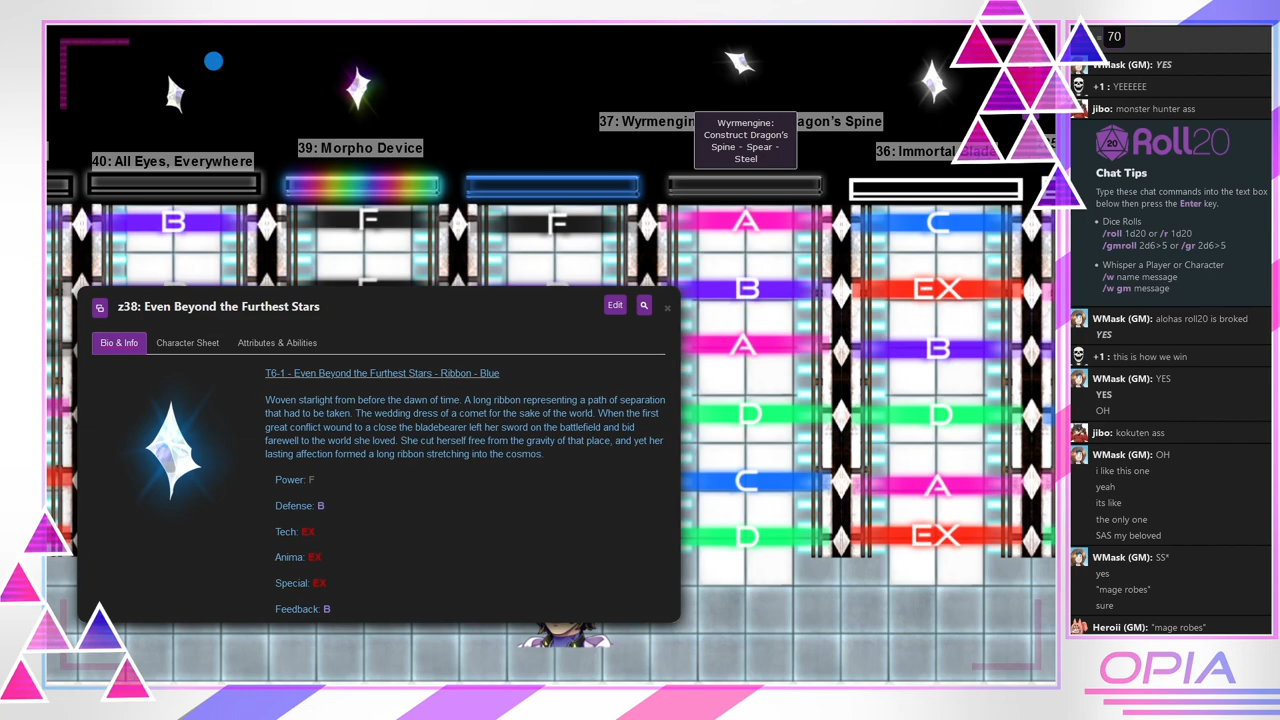 37: Wyrmengin
agon's Spine
Wyrmengine:
Construct Dragon's
Spine - Spear -
Steel
39: Mo
no Device
40: All Eyes, Everywhere
36: Immortal Blade
B
F
F
A
C
B
EX
A
B
D
D
C
A
D
EX
z38: Even Beyond the Furthest Stars
Edit
Bio & Info
Character Sheet
Attributes & Abilities
T6-1 - Even Beyond the Furthest Stars - Ribbon - Blue
Woven starlight from before the dawn of time. A long ribbon representing a path of separation
that had to be taken. The wedding dress of a comet for the sake of the world. When the first
great conflict wound to a close the bladebearer left her sword on the battlefield and bid
farewell to the world she loved. She cut herself free from the gravity of that place, and yet her
lasting affection formed a long ribbon stretching into the cosmos.
Power: F
Defense: B
Tech: EX
Anima: EX
Special: EX
Feedback: B
= 70
WMask (GM): YES
+1 : YEEEEEE
jibo: monster hunter ass
20
Roll20
Chat Tips
Type these chat commands into the text box
below then press the Enter key.
• Dice Rolls
/roll 1d20 or /r 1d20
/gmroll 2d6>5 or /gr 2d6>5
• Whisper a Player or Character
/w name message
/w gm message
WMask (GM): alohas roll20 is broked
YES
+1 : this is how we win
WMask (GM): YES
YES
OH
jibo: kokuten ass
WMask (GM): OH
i like this one
yeah
its like
the only one
SAS my beloved
WMask (GM): SS*
yes
"mage robes"
sure
Heroii (GM): "mage robes"
OPIA